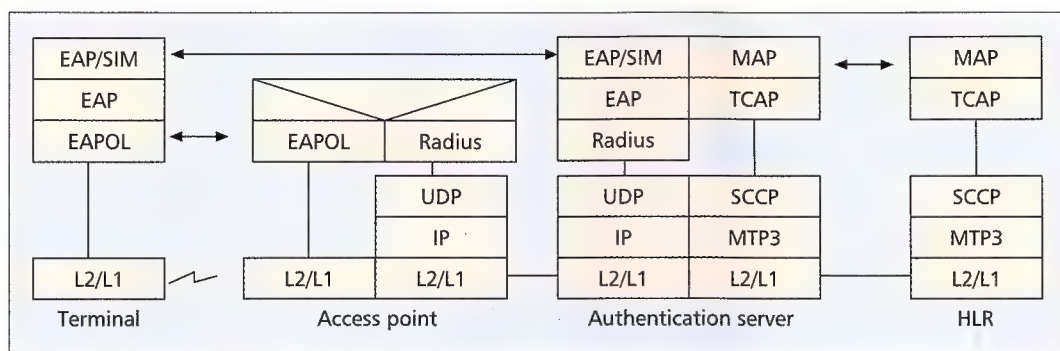 EAP/SIM EAP/SIM MAP MAP
EAP EAP TCAP TCAP
EAPOL EAPOL Radius Radius
UDP UDP SCCP SCCP
IP IP MTP3 MTP3
L2/L1 L2/L1 L2/L1 L2/L1 L2/L1 L2/L1
Terminal Access point Authentication server HLR